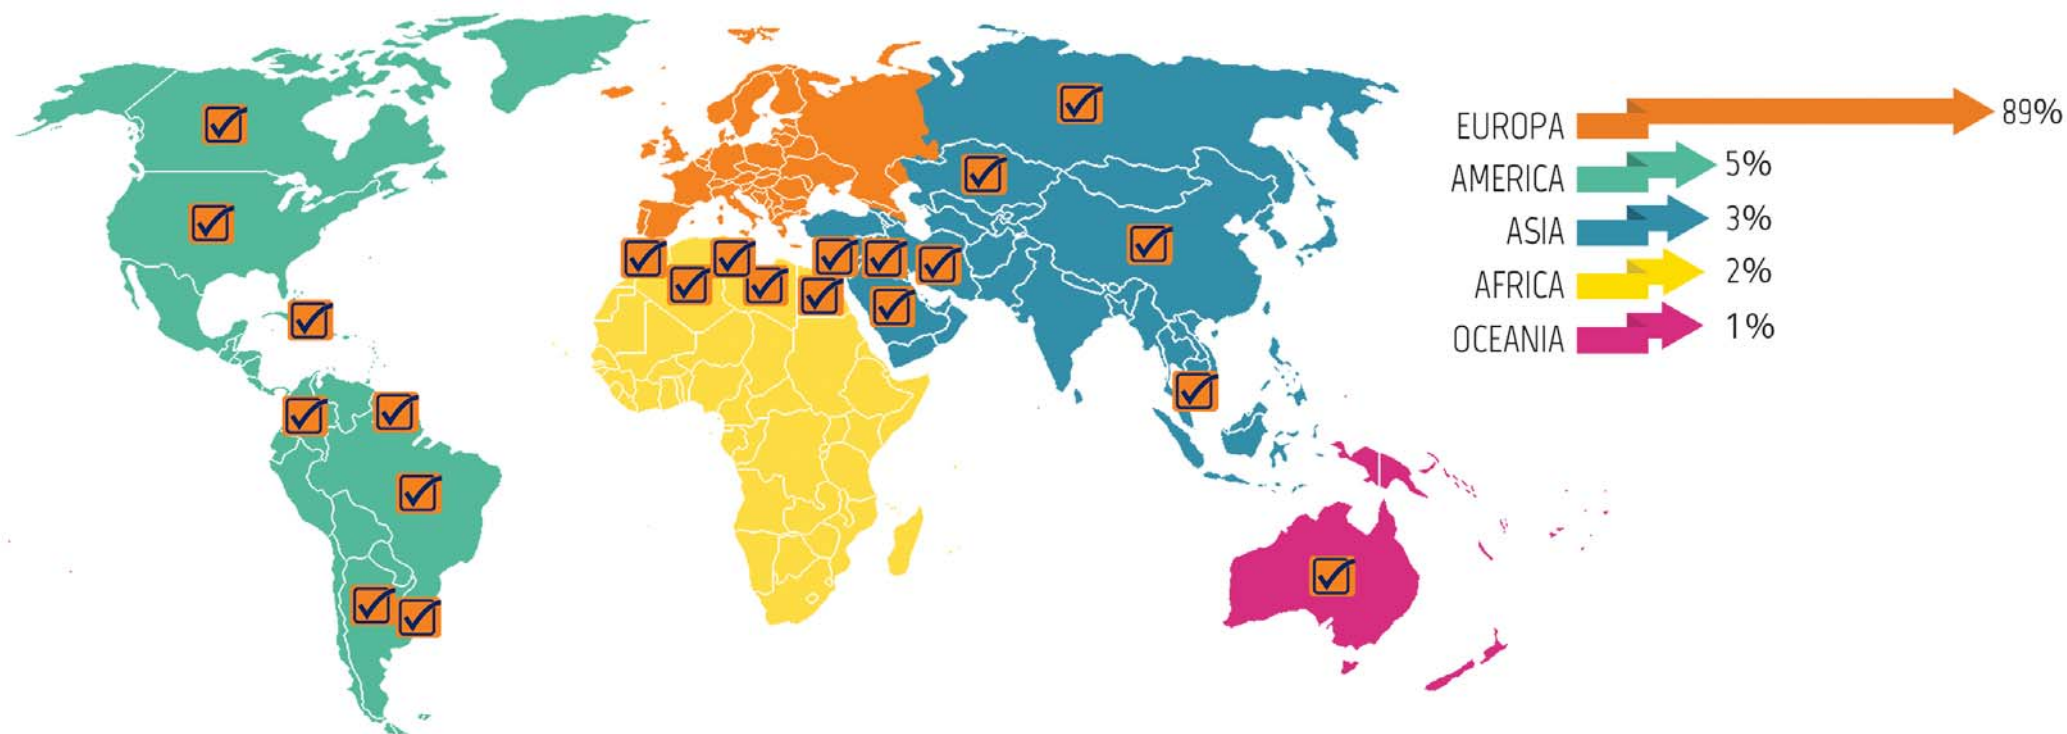 EUROPA 89%
AMERICA 5%
ASIA 3%
AFRICA 2%
OCEANIA 1%